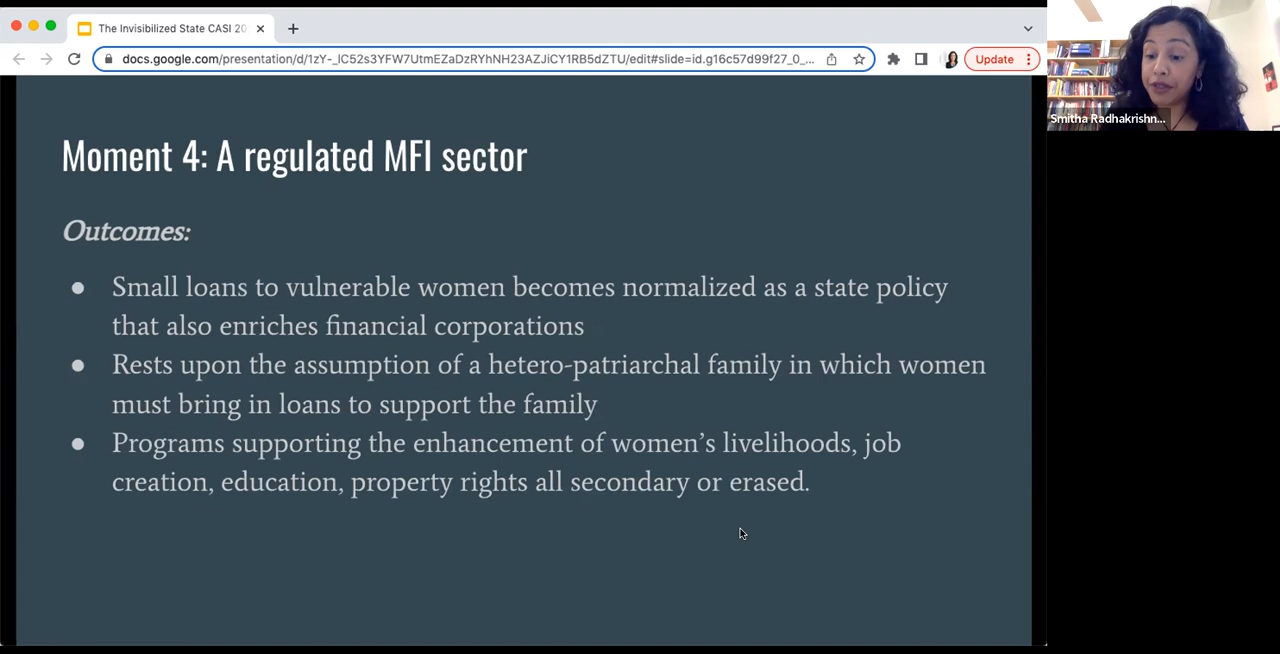 The Invisibilized State CASI 20
docs.google.com/presentation/d/1zY-_lC52s3YFW7UtmEZaDzRYhNH23AZJiCY1RB5dZTU/edit#slide=id.g16c57d99f27_0_...
Update
Smitha Radhakrishn...
Moment 4: A regulated MFI sector
Outcomes:
● Small loans to vulnerable women becomes normalized as a state policy
that also enriches financial corporations
● Rests upon the assumption of a hetero-patriarchal family in which women
must bring in loans to support the family
● Programs supporting the enhancement of women’s livelihoods, job
creation, education, property rights all secondary or erased.